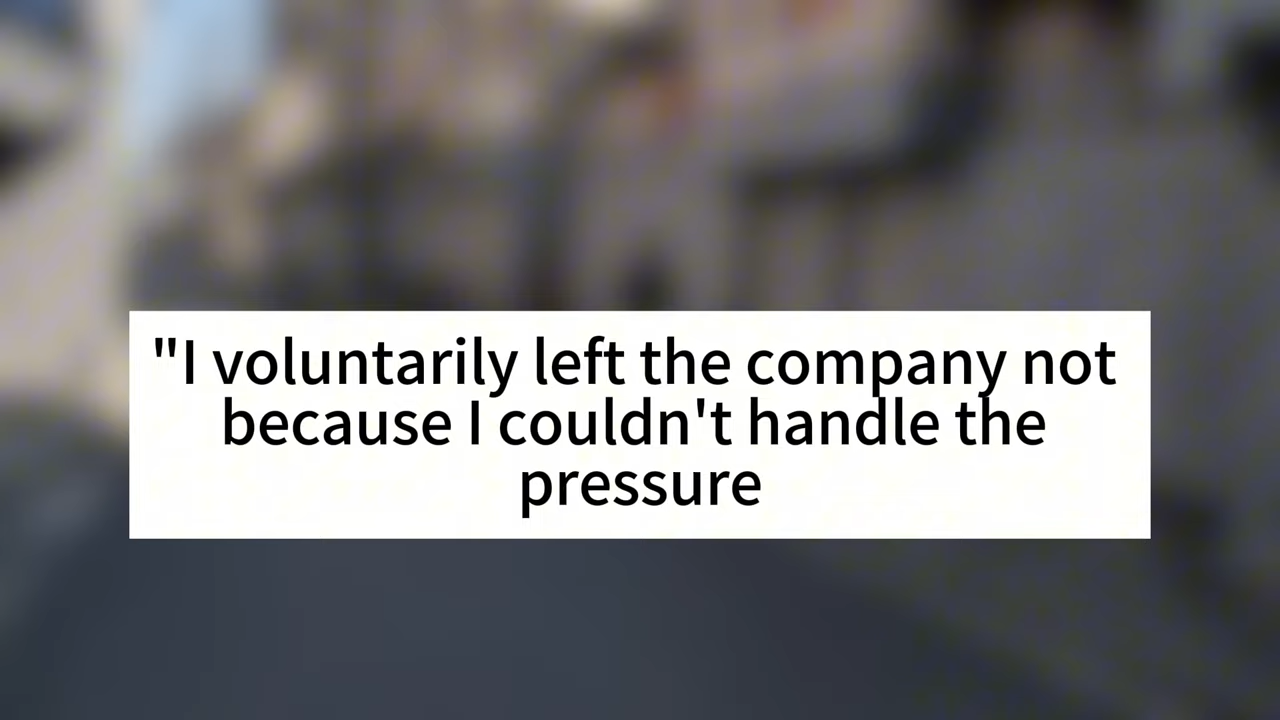 "I voluntarily left the company not
because I couldn't handle the
pressure